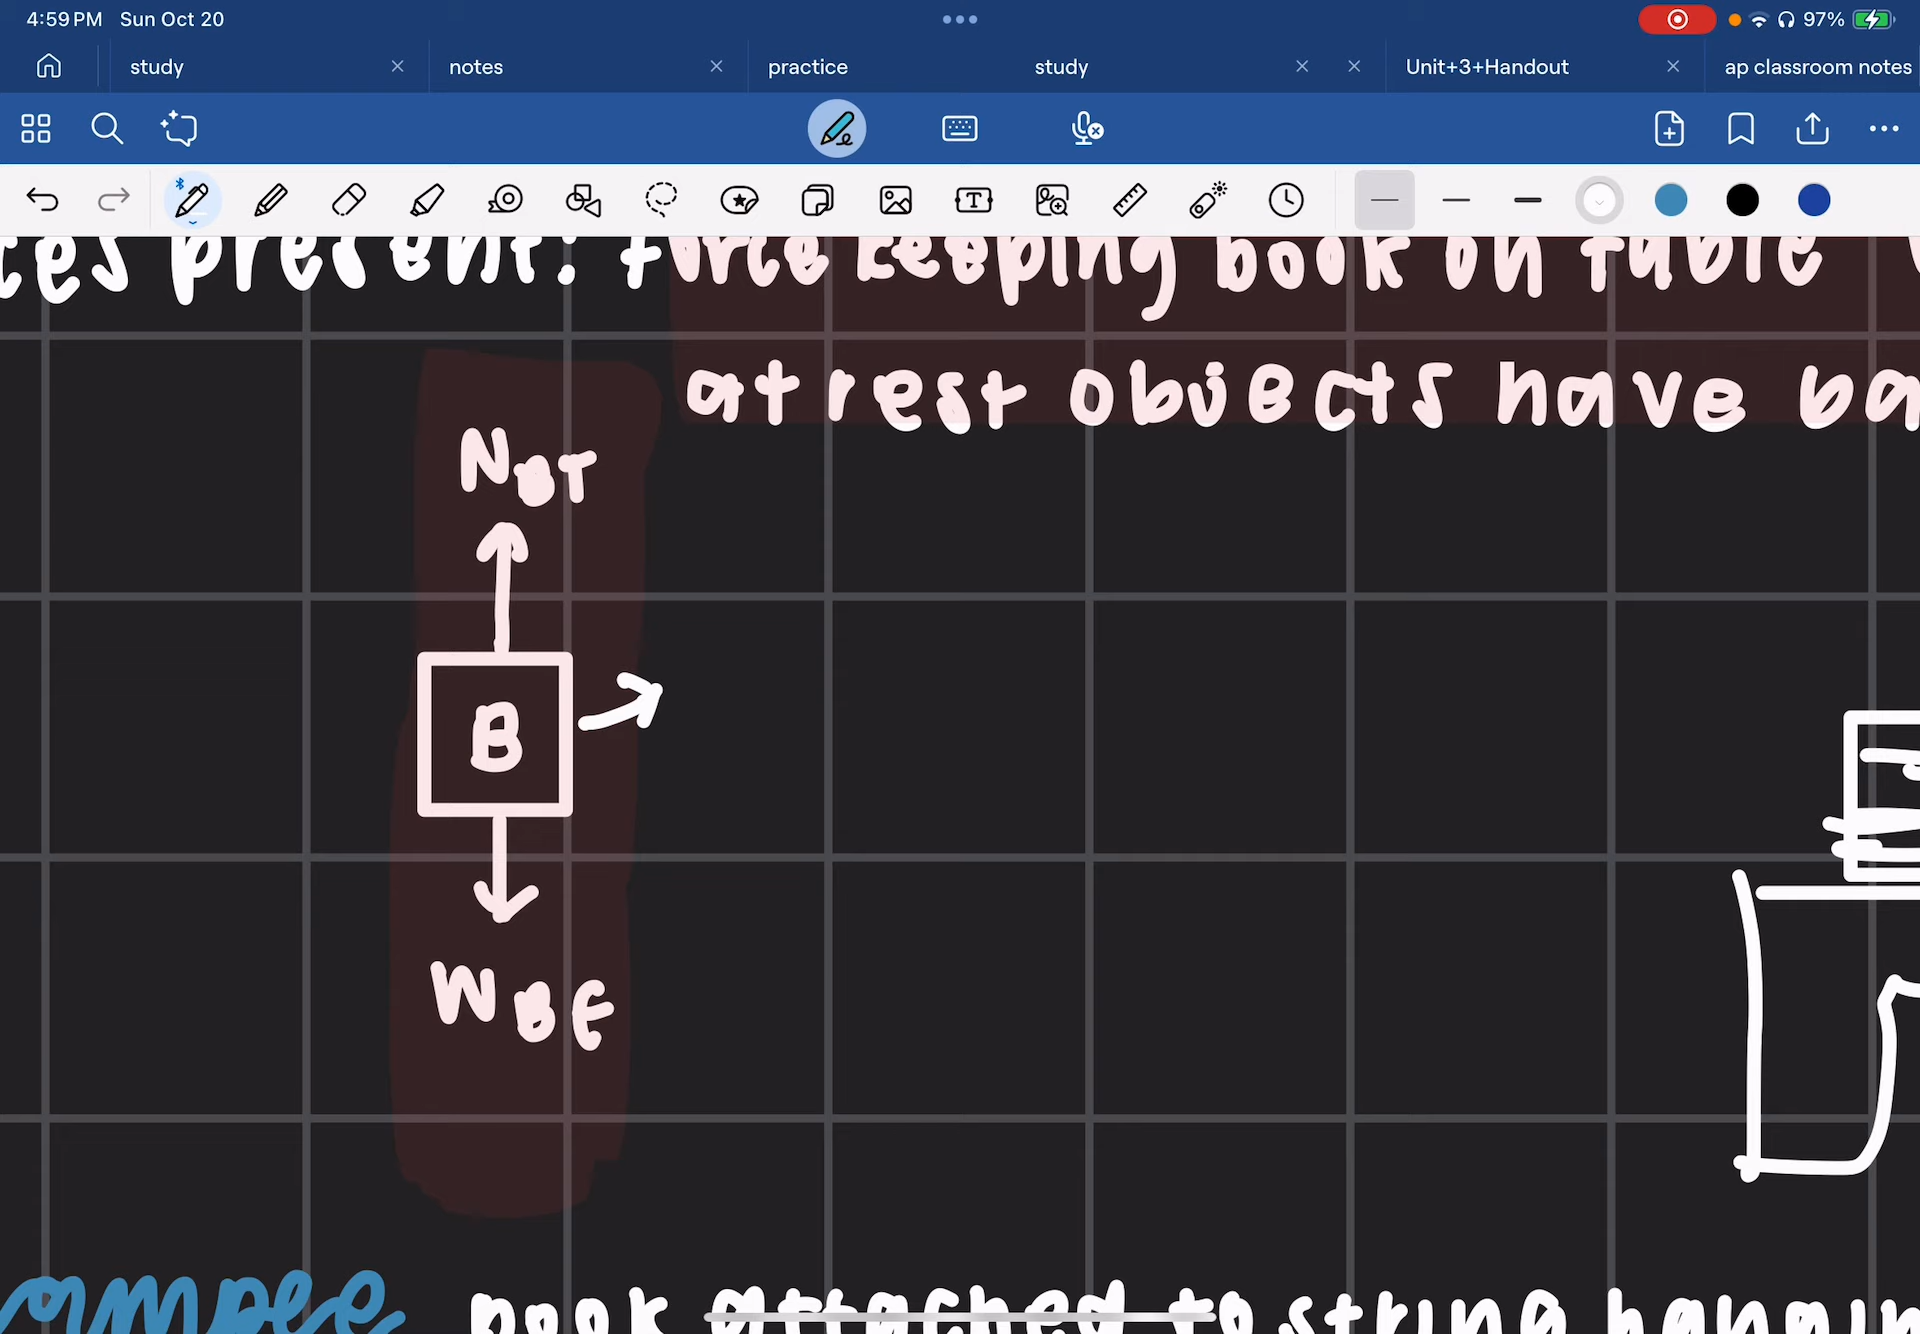 4:59 PM Sun Oct 20
97%
study
notes
practice
study
Unit+3+Handout
ap classroom notes
ces present: force keeping book on table
at rest objects have ba
NBT
B
WBE
book attached to string hangin